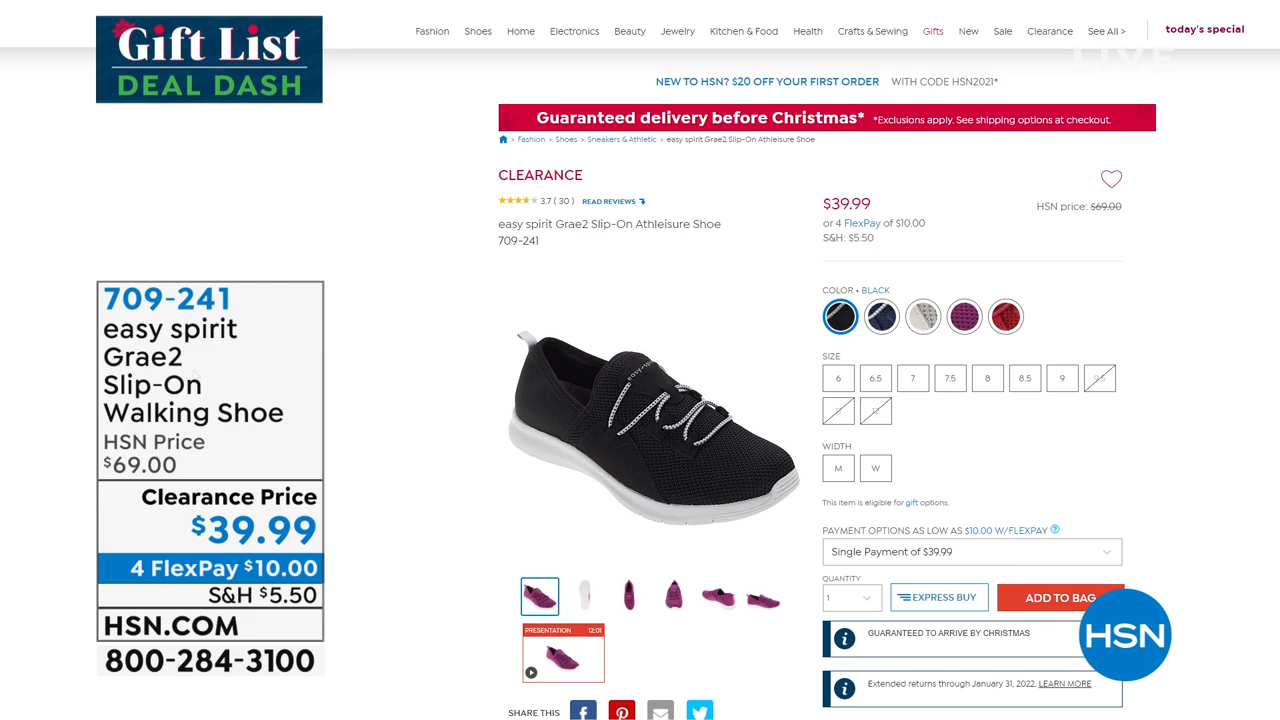 Gift List
DEAL DASH
Fashion Shoes Home Electronics Beauty Jewelry Kitchen & Food Health Crafts & Sewing Gifts New Sale Clearance See All > today's special
LIVE
NEW TO HSN? $20 OFF YOUR FIRST ORDER WITH CODE HSN2021*
Guaranteed delivery before Christmas* *Exclusions apply. See shipping options at checkout.
> Fashion > Shoes > Sneakers & Athletic > easy spirit Grae2 Slip-On Athleisure Shoe
CLEARANCE
3.7 ( 30 ) READ REVIEWS
easy spirit Grae2 Slip-On Athleisure Shoe
709-241
$39.99
HSN price: $69.00
or 4 FlexPay of $10.00
S&H: $5.50
COLOR • BLACK
SIZE
6 6.5 7 7.5 8 8.5 9 9.5
11 12
WIDTH
M W
This item is eligible for gift options.
PAYMENT OPTIONS AS LOW AS $10.00 W/FLEXPAY
Single Payment of $39.99
QUANTITY
1
EXPRESS BUY
ADD TO BAG
GUARANTEED TO ARRIVE BY CHRISTMAS
Extended returns through January 31, 2022. LEARN MORE
HSN
709-241
easy spirit
Grae2
Slip-On
Walking Shoe
HSN Price
$69.00
Clearance Price
$39.99
4 FlexPay $10.00
S&H $5.50
HSN.COM
800-284-3100
easy-spirit
PRESENTATION 12:01
SHARE THIS